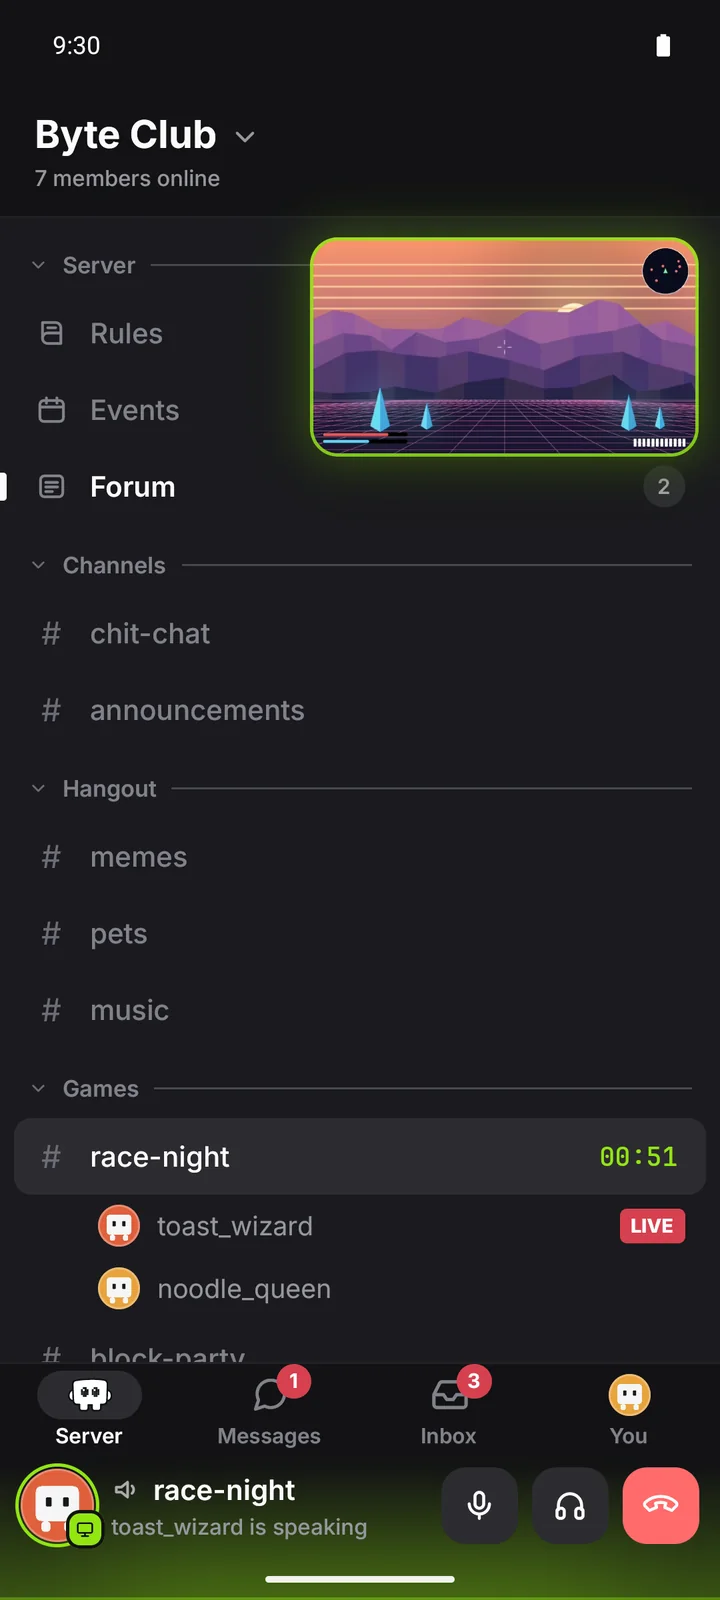 9:30
Byte Club
7 members online
Server
Rules
Events
Forum
2
Channels
# chit-chat
# announcements
Hangout
# memes
# pets
# music
Games
# race-night 00:51
toast_wizard LIVE
noodle_queen
# block-party
1
3
Server Messages Inbox You
race-night
toast_wizard is speaking